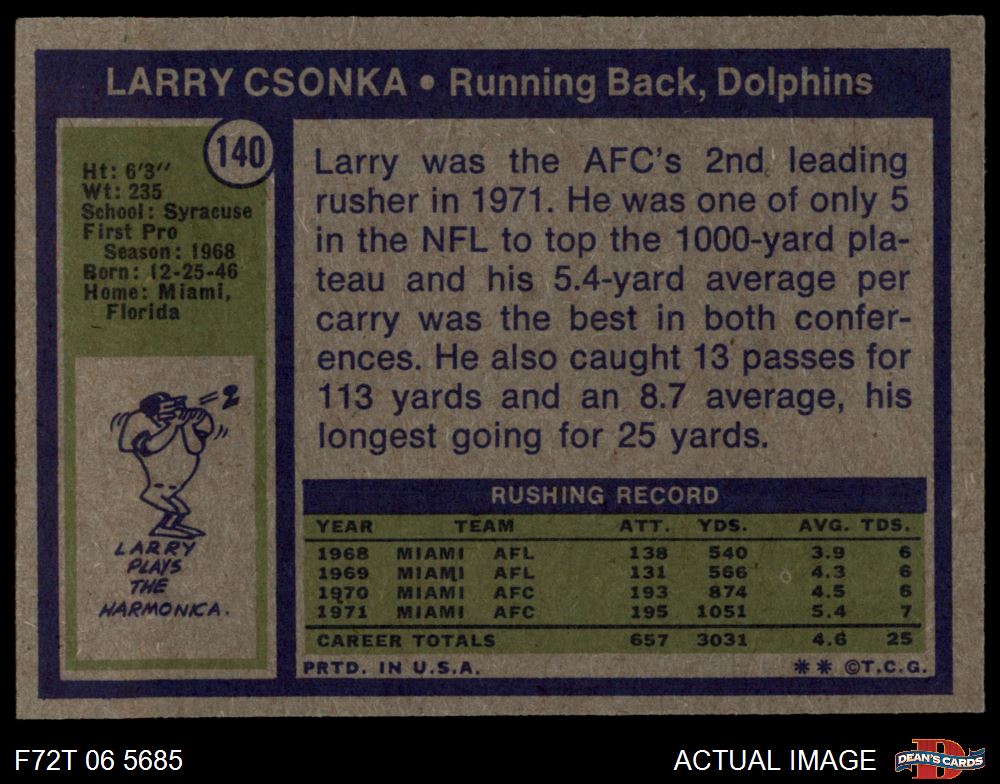 LARRY CSONKA • Running Back, Dolphins
140
Ht: 6'3"
Wt: 235
School: Syracuse
First Pro
Season: 1968
Born: 12-25-46
Home: Miami,
Florida
LARRY
PLAYS
THE
HARMONICA.
Larry was the AFC's 2nd leading
rusher in 1971. He was one of only 5
in the NFL to top the 1000-yard pla-
teau and his 5.4-yard average per
carry was the best in both confer-
ences. He also caught 13 passes for
113 yards and an 8.7 average, his
longest going for 25 yards.
RUSHING RECORD
YEAR TEAM ATT. YDS. AVG. TDS.
1968 MIAMI AFL 138 540 3.9 6
1969 MIAMI AFL 131 566 4.3 6
1970 MIAMI AFC 193 874 4.5 6
1971 MIAMI AFC 195 1051 5.4 7
CAREER TOTALS 657 3031 4.6 25
PRTD. IN U.S.A. ** ©T.C.G.
F72T 06 5685
ACTUAL IMAGE
DEAN'S CARDS